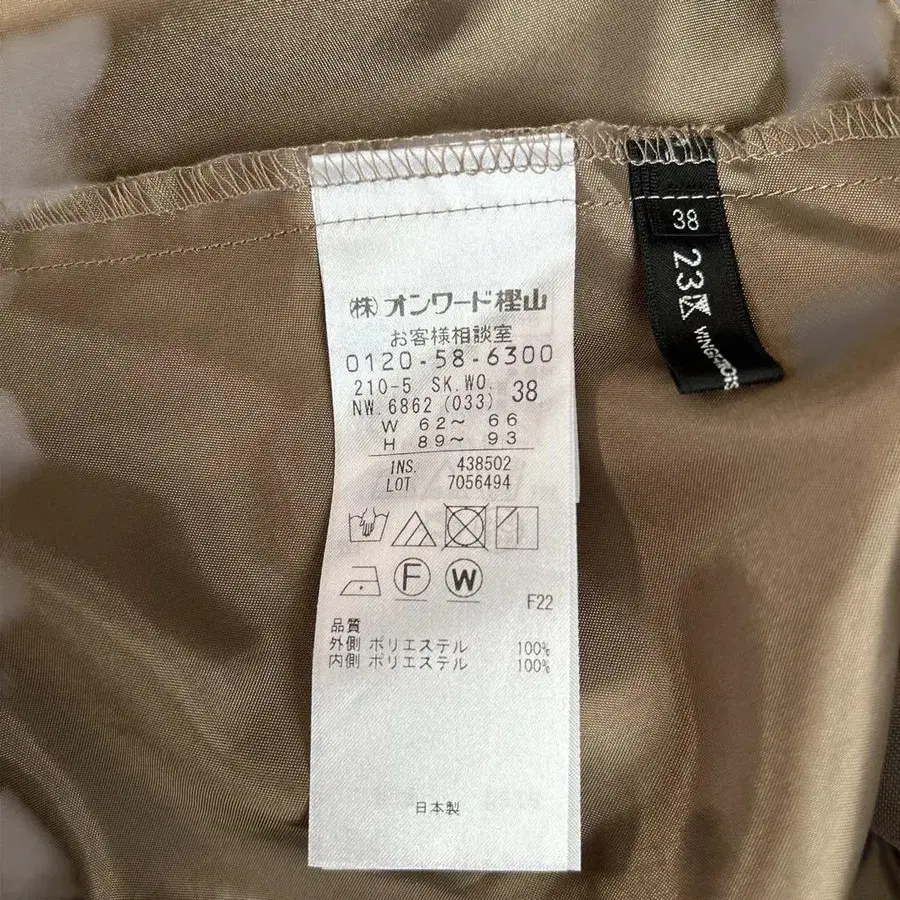 ㈱オンワード樫山
お客様相談室
0120-58-6300
210-5 SK.WO.
NW.6862 (033) 38
W 62～ 66
H 89～ 93
INS. 438502
LOT 7056494
F
W
F22
品質
外側 ポリエステル 100%
内側 ポリエステル 100%
日本製
38
23区